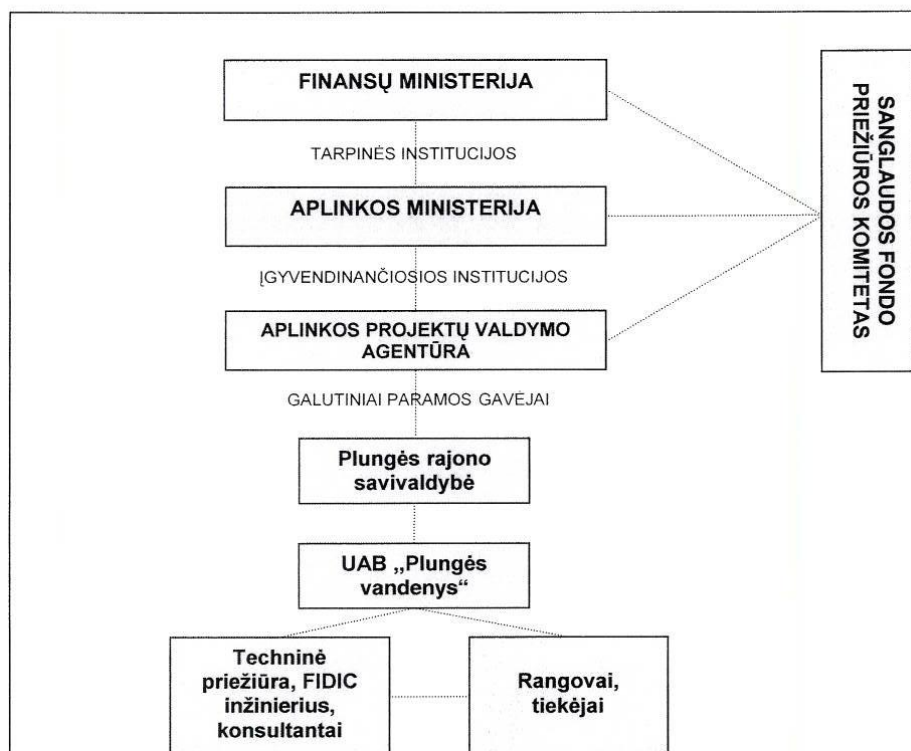 FINANSŲ MINISTERIJA
TARPINĖS INSTITUCIJOS
APLINKOS MINISTERIJA
ĮGYVENDINANČIOSIOS INSTITUCIJOS
APLINKOS PROJEKTŲ VALDYMO
AGENTŪRA
GALUTINIAI PARAMOS GAVĖJAI
Plungės rajono
savivaldybė
UAB „Plungės
vandenys“
Techninė
priežiūra, FIDIC
inžinierius,
konsultantai
Rangovai,
tiekėjai
SANGLAUDOS FONDO
PRIEŽIŪROS KOMITETAS